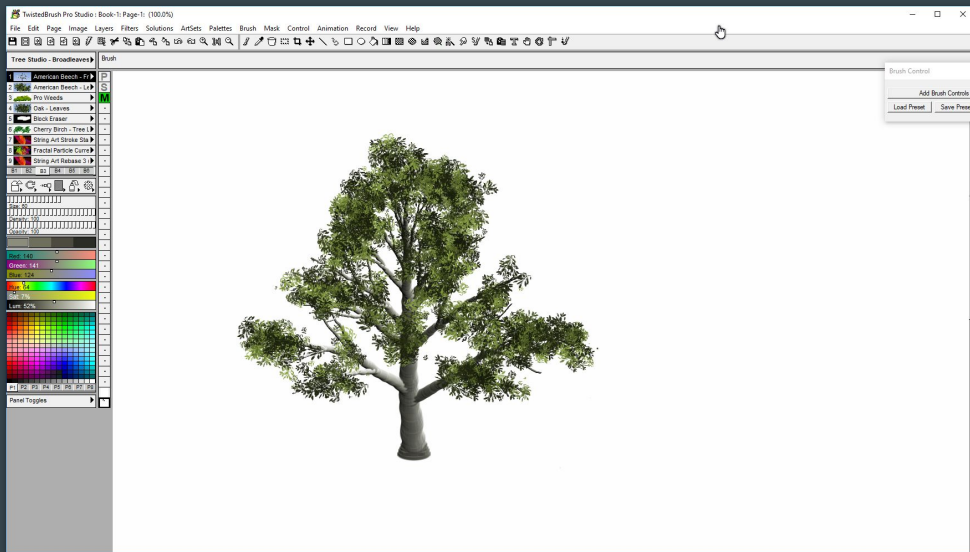 TwistedBrush Pro Studio : Book-1: Page-1: (100.0%)
File Edit Page Image Layers Filters Solutions ArtSets Palettes Brush Mask Control Animation Record View Help
Tree Studio - Broadleaves
Brush
Brush Control
Add Brush Controls
Load Preset Save Prese
1 American Beech - Fr
2 American Beech - Le
3 Pro Weeds
4 Oak - Leaves
5 Block Eraser
6 Cherry Birch - Tree L
7 String Art Stroke Sta
8 Fractal Particle Curre
9 String Art Rebase 3 (
P
S
M
B1 B2 B3 B4 B5 B6
Size: 60
Density: 100
Opacity: 100
Red: 140
Green: 141
Blue: 124
Hue: 64
Sat: 7%
Lum: 52%
P1 P2 P3 P4 P5 P6 P7 P8
Panel Toggles